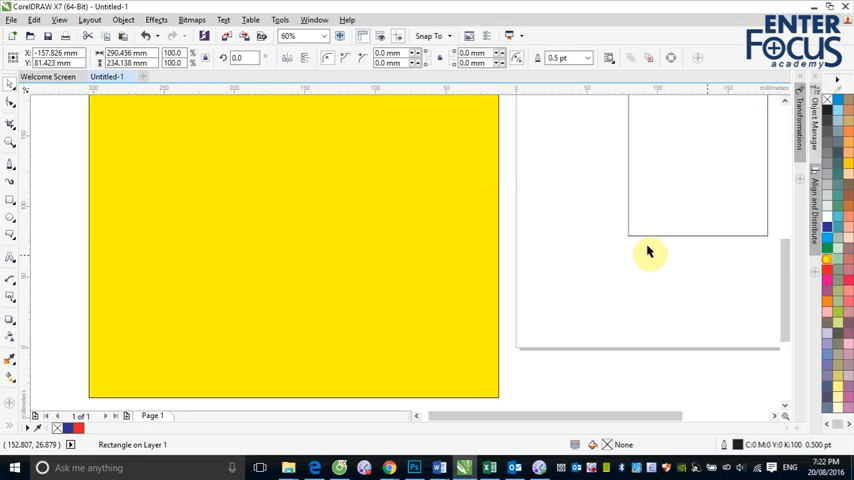 CorelDRAW X7 (64-Bit) - Untitled-1
File Edit View Layout Object Effects Bitmaps Text Table Tools Window Help
60% Snap To
X: -157.826 mm 290.456 mm 100.0 % 0.0 0.0 mm 0.0 mm 0.5 pt
Y: 81.423 mm 234.138 mm 100.0 % 0.0 mm 0.0 mm
ENTER
FOCUS
academy
Welcome Screen Untitled-1
300 250 200 150 100 50 0 50 100 150 millimeters
150
100
50
0
millimeters
Transformations
Object Manager
Align and Distribute
1 of 1 Page 1
(152.807, 26.879) Rectangle on Layer 1 None C:0 M:0 Y:0 K:100 0.500 pt
Ask me anything ENG 7:22 PM
20/08/2016